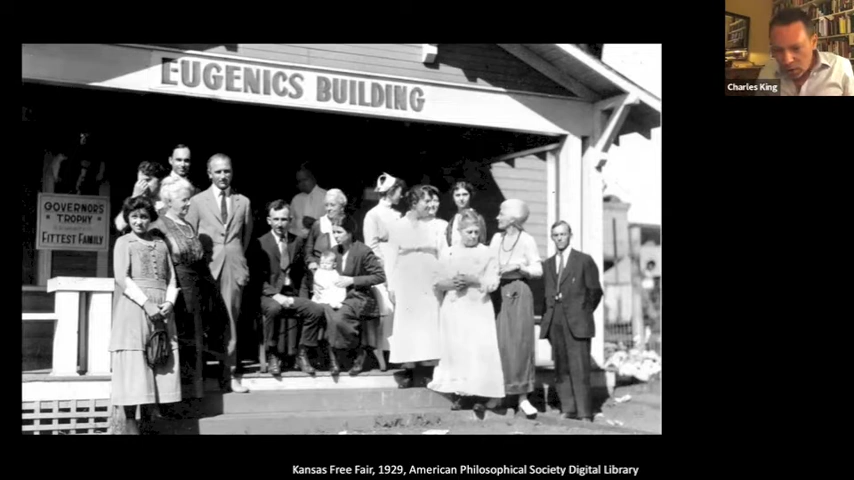 EUGENICS BUILDING
GOVERNORS
TROPHY
FITTEST FAMILY
Charles King
Kansas Free Fair, 1929, American Philosophical Society Digital Library